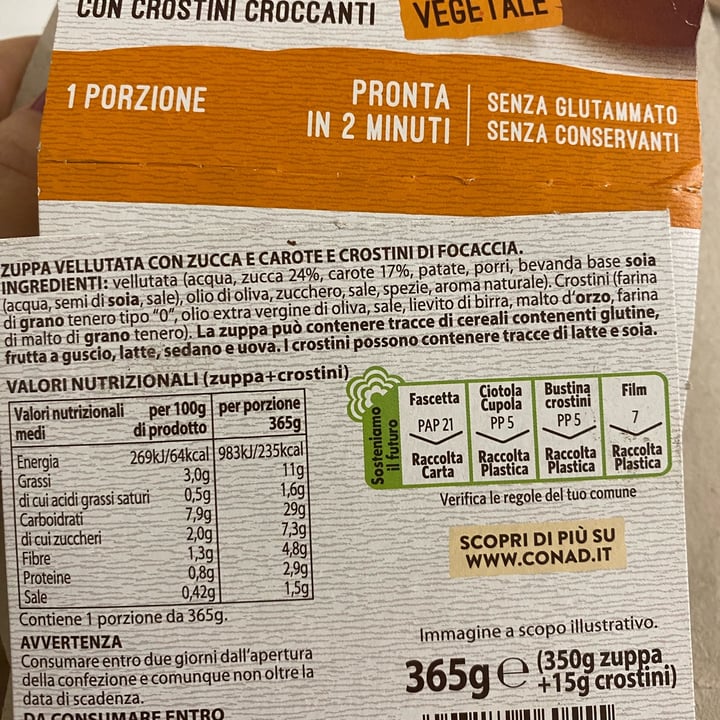 CON CROSTINI CROCCANTI
VEGETALE
1 PORZIONE
PRONTA
IN 2 MINUTI
SENZA GLUTAMMATO
SENZA CONSERVANTI
ZUPPA VELLUTATA CON ZUCCA E CAROTE E CROSTINI DI FOCACCIA.
INGREDIENTI: vellutata (acqua, zucca 24%, carote 17%, patate, porri, bevanda base soia
(acqua, semi di soia, sale), olio di oliva, zucchero, sale, spezie, aroma naturale). Crostini (farina
di grano tenero tipo "0", olio extra vergine di oliva, sale, lievito di birra, malto d'orzo, farina
di malto di grano tenero). La zuppa può contenere tracce di cereali contenenti glutine,
frutta a guscio, latte, sedano e uova. I crostini possono contenere tracce di latte e soia.
VALORI NUTRIZIONALI (zuppa+crostini)
Valori nutrizionali per 100g per porzione
medi di prodotto 365g
Energia 269kJ/64kcal 983kJ/235kcal
Grassi 3,0g 11g
di cui acidi grassi saturi 0,5g 1,6g
Carboidrati 7,9g 29g
di cui zuccheri 2,0g 7,3g
Fibre 1,3g 4,8g
Proteine 0,8g 2,9g
Sale 0,42g 1,5g
Contiene 1 porzione da 365g.
AVVERTENZA
Consumare entro due giorni dall'apertura
della confezione e comunque non oltre la
data di scadenza.
DA CONSUMARE ENTRO
Sosteniamo
il futuro
Fascetta
PAP 21
Raccolta
Carta
Ciotola
Cupola
PP 5
Raccolta
Plastica
Bustina
crostini
PP 5
Raccolta
Plastica
Film
7
Raccolta
Plastica
Verifica le regole del tuo comune
SCOPRI DI PIÙ SU
WWW.CONAD.IT
Immagine a scopo illustrativo.
365g e (350g zuppa
+15g crostini)